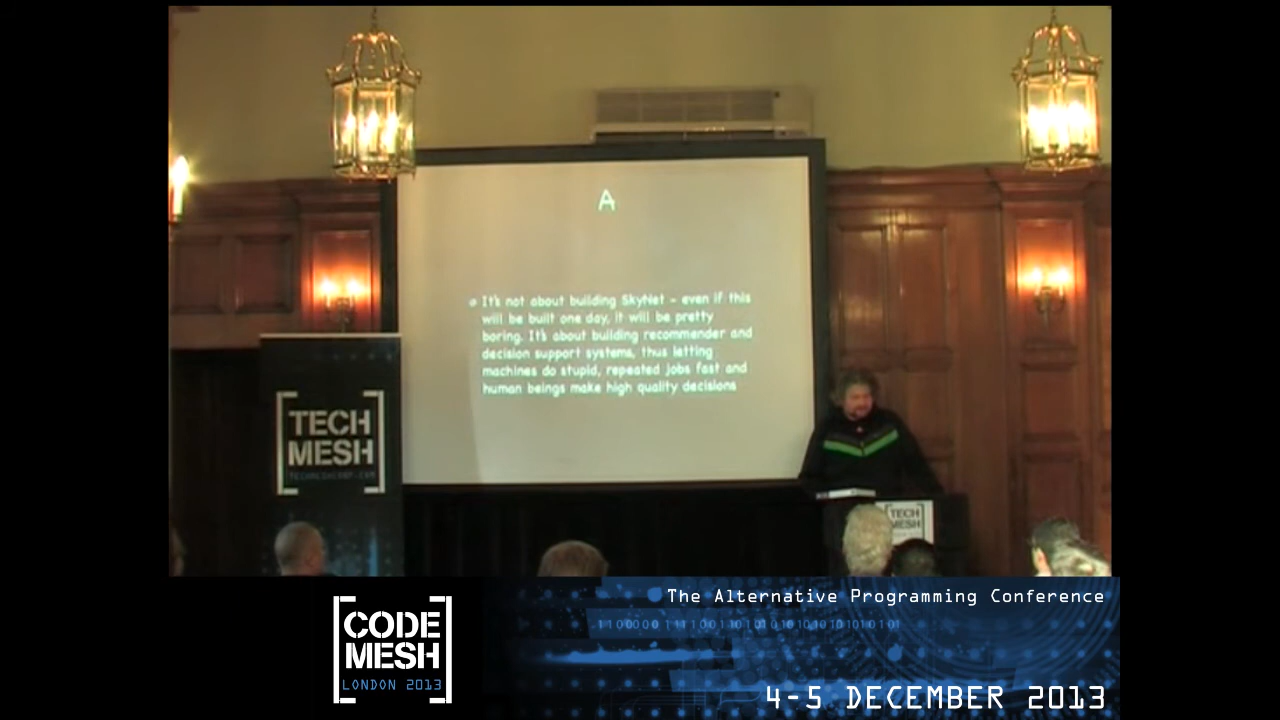 A
It's not about building SkyNet - even if this
will be built one day, it will be pretty
boring. It's about building recommender and
decision support systems, thus letting
machines do stupid, repeated jobs fast and
human beings make high quality decisions
TECH
MESH
TECHMESHCONF.COM
TECH
MESH
CODE
MESH
LONDON 2013
The Alternative Programming Conference
4-5 DECEMBER 2013